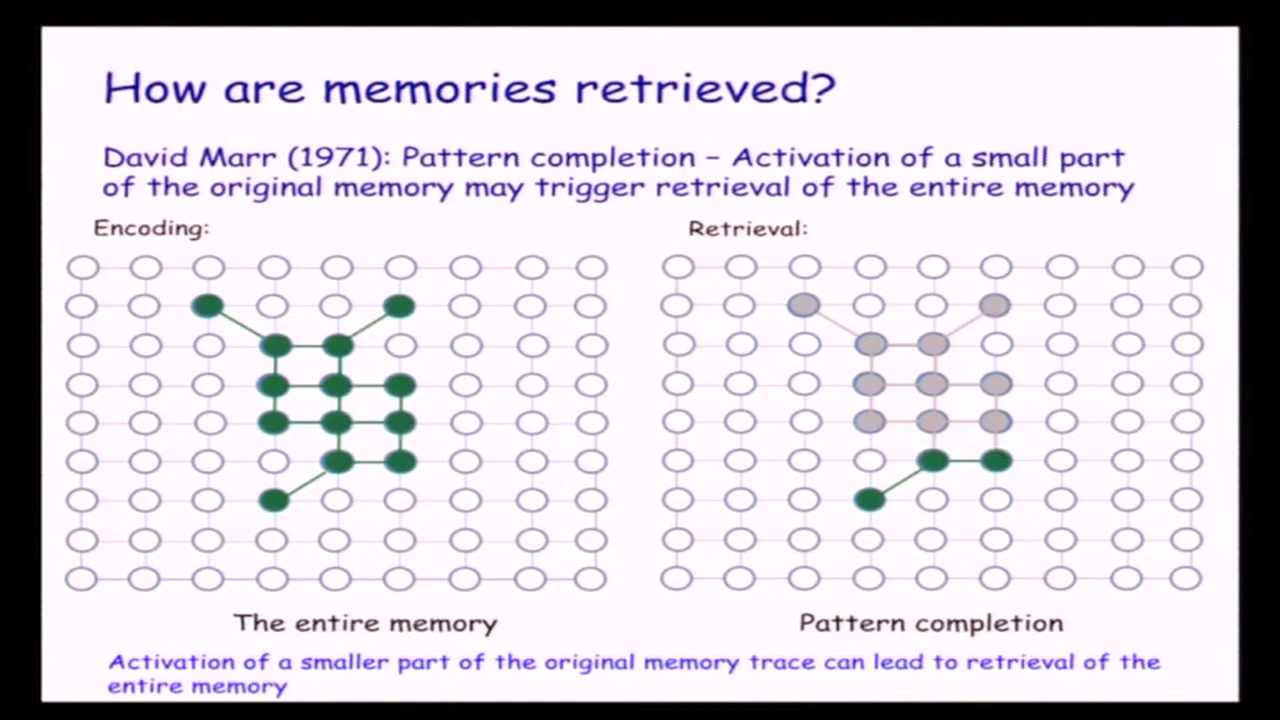 How are memories retrieved?
David Marr (1971): Pattern completion – Activation of a small part
of the original memory may trigger retrieval of the entire memory
Encoding:
Retrieval:
The entire memory
Pattern completion
Activation of a smaller part of the original memory trace can lead to retrieval of the
entire memory